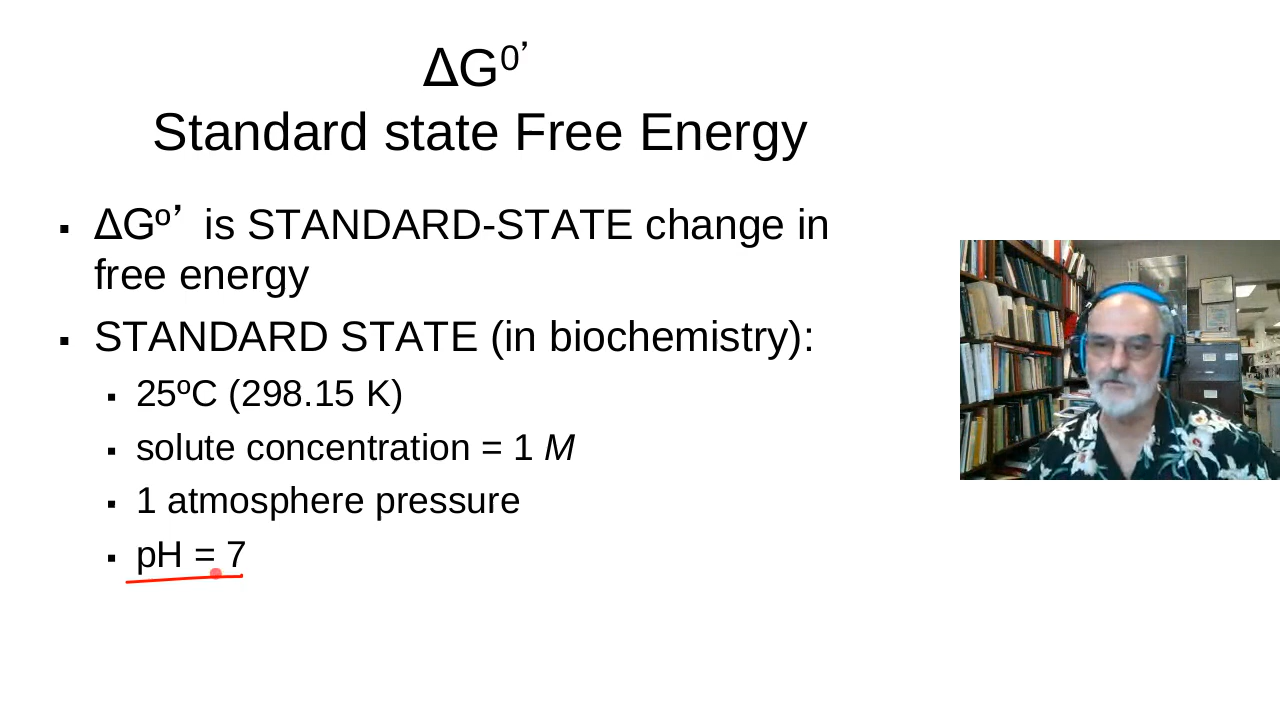 ΔG⁰’
Standard state Free Energy
▪ ΔGº’ is STANDARD-STATE change in
free energy
▪ STANDARD STATE (in biochemistry):
▪ 25ºC (298.15 K)
▪ solute concentration = 1 M
▪ 1 atmosphere pressure
▪ pH = 7